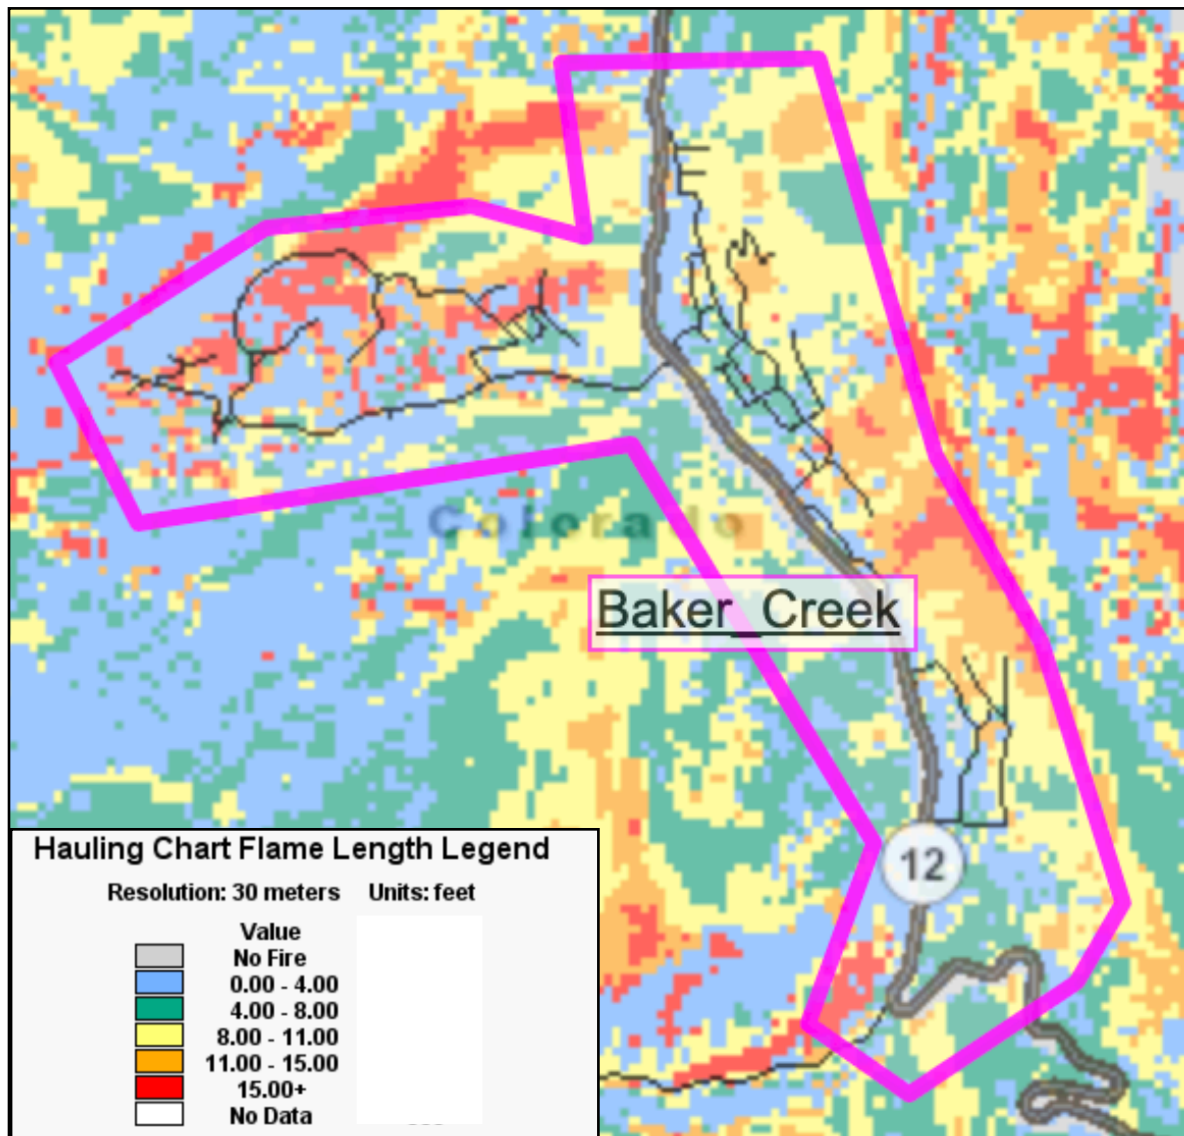 Colorado
Baker_Creek
12
Hauling Chart Flame Length Legend
Resolution: 30 meters Units: feet
Value
No Fire
0.00 - 4.00
4.00 - 8.00
8.00 - 11.00
11.00 - 15.00
15.00+
No Data